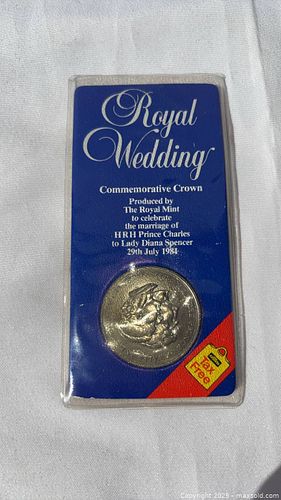 Royal
Wedding
Commemorative Crown
Produced by
The Royal Mint
to celebrate
the marriage of
HRH Prince Charles
to Lady Diana Spencer
29th July 1981
Tax
Free
Copyright 2025 - maxsold.com